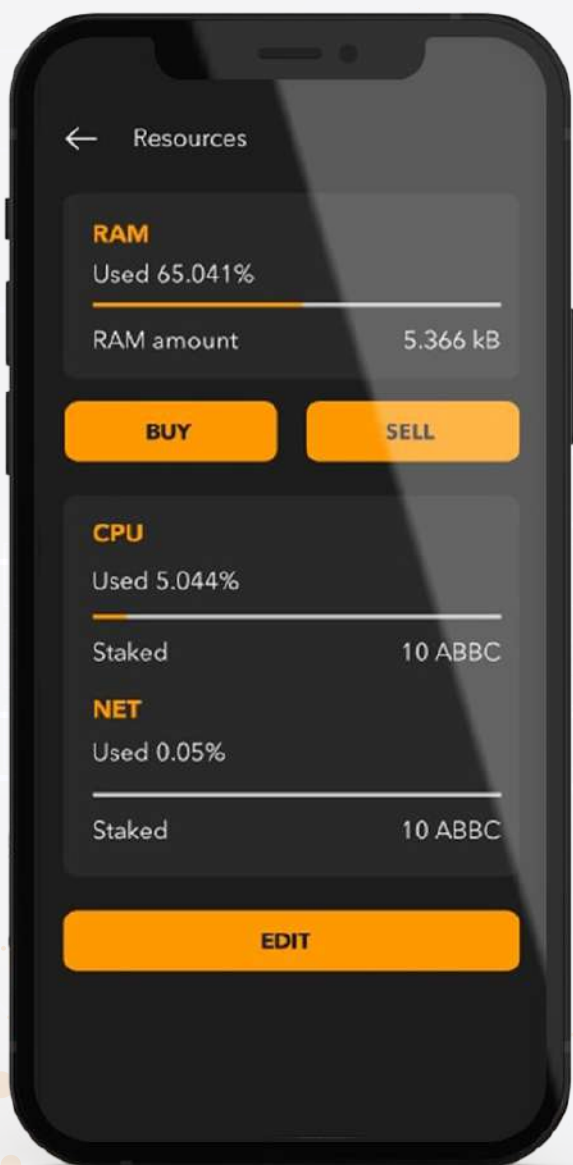 Resources
RAM
Used 65.041%
RAM amount 5.366 kB
BUY SELL
CPU
Used 5.044%
Staked 10 ABBC
NET
Used 0.05%
Staked 10 ABBC
EDIT